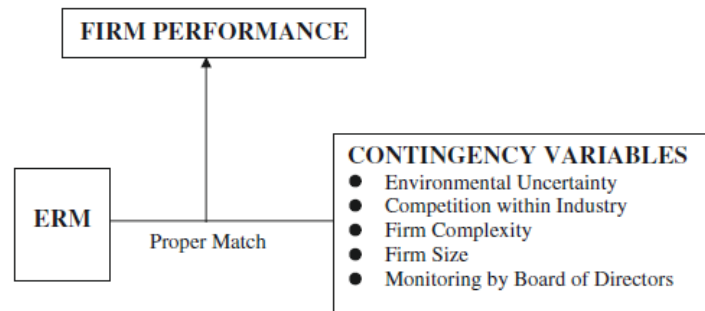 FIRM PERFORMANCE
ERM
Proper Match
CONTINGENCY VARIABLES
● Environmental Uncertainty
● Competition within Industry
● Firm Complexity
● Firm Size
● Monitoring by Board of Directors